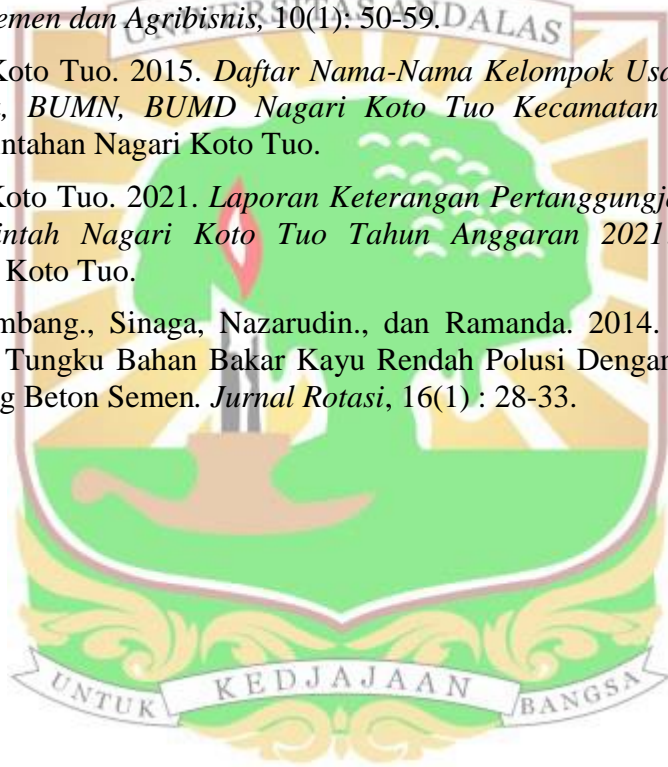 emen dan Agribisnis, 10(1): 50-59.
UNIVERSITAS ANDALAS
Koto Tuo. 2015. Daftar Nama-Nama Kelompok Usa
, BUMN, BUMD Nagari Koto Tuo Kecamatan
ntahan Nagari Koto Tuo.
Koto Tuo. 2021. Laporan Keterangan Pertanggungj
intah Nagari Koto Tuo Tahun Anggaran 2021
Koto Tuo.
mbang., Sinaga, Nazarudin., dan Ramanda. 2014.
Tungku Bahan Bakar Kayu Rendah Polusi Dengan
g Beton Semen. Jurnal Rotasi, 16(1) : 28-33.
UNTUK KEDJAJAAN BANGSA